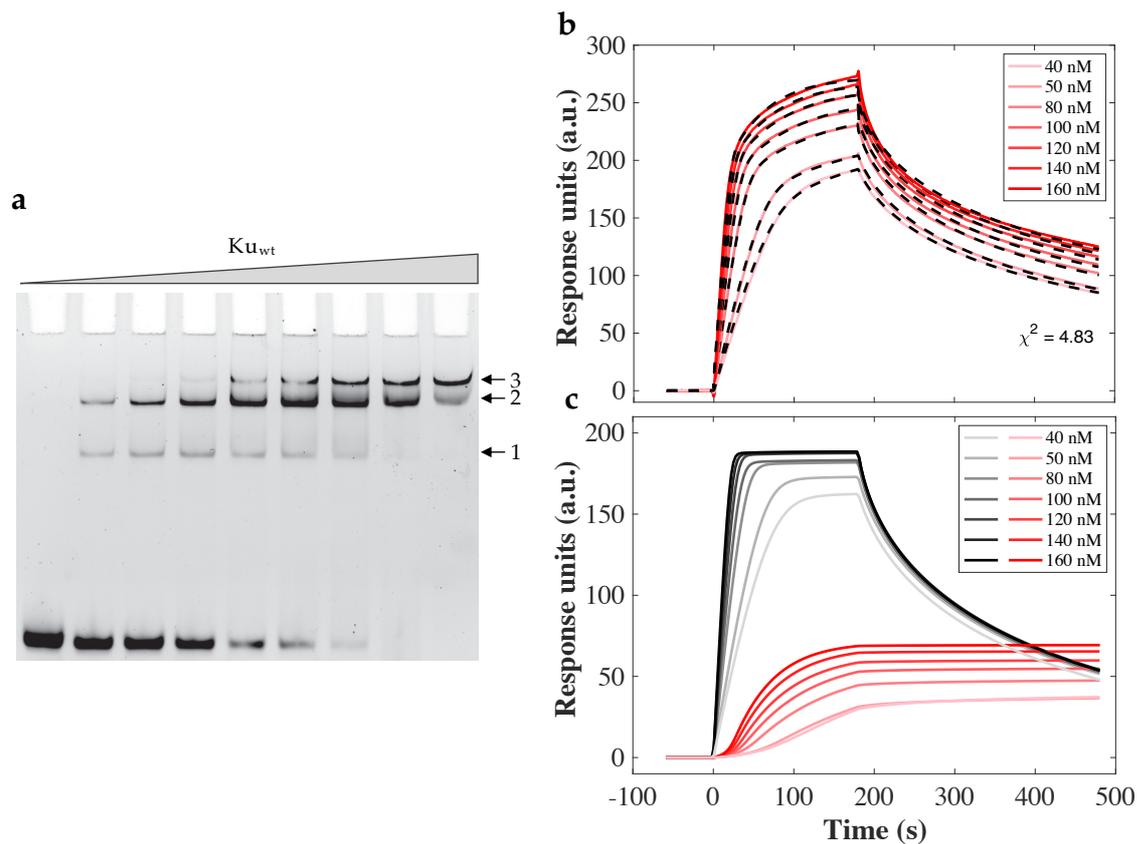 a
Ku_wt
3
2
1
b
300
250
200
150
100
50
0
Response units (a.u.)
40 nM
50 nM
80 nM
100 nM
120 nM
140 nM
160 nM
χ² = 4.83
c
200
150
100
50
0
Response units (a.u.)
40 nM
50 nM
80 nM
100 nM
120 nM
140 nM
160 nM
-100 0 100 200 300 400 500
Time (s)